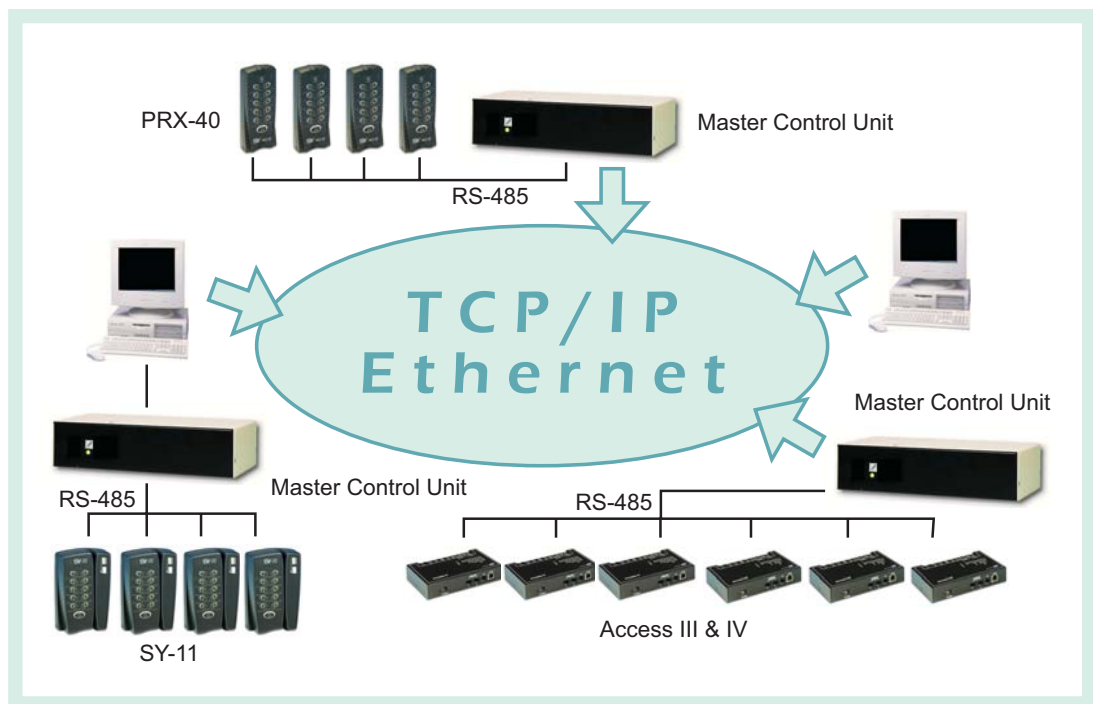 PRX-40
Master Control Unit
RS-485
TCP/IP
Ethernet
Master Control Unit
Master Control Unit
RS-485
RS-485
Access III & IV
SY-11